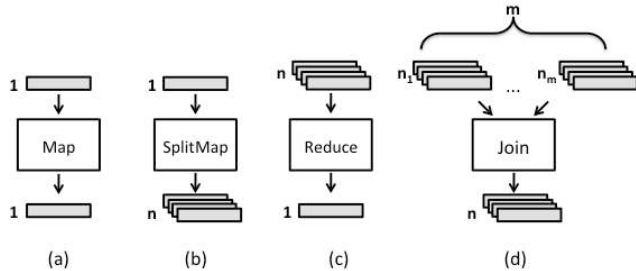 m
1 1 n n₁ ... nₘ
Map SplitMap Reduce Join
1 n 1 n
(a) (b) (c) (d)